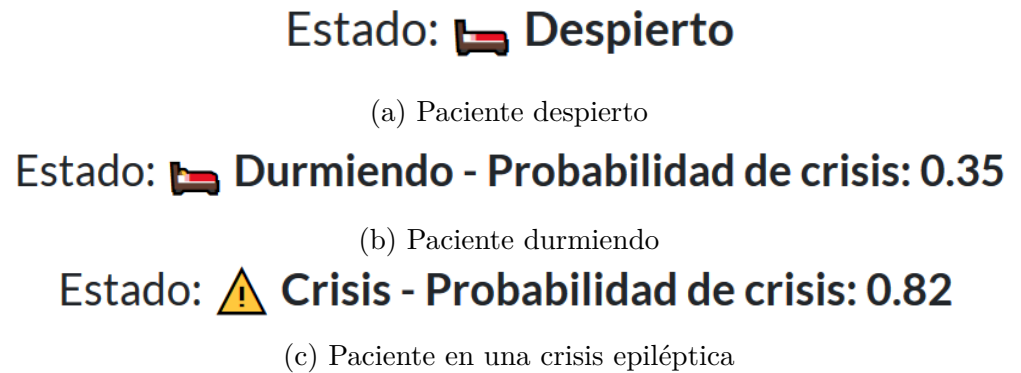 Estado: Despierto
(a) Paciente despierto
Estado: Durmiendo - Probabilidad de crisis: 0.35
(b) Paciente durmiendo
Estado: Crisis - Probabilidad de crisis: 0.82
(c) Paciente en una crisis epiléptica